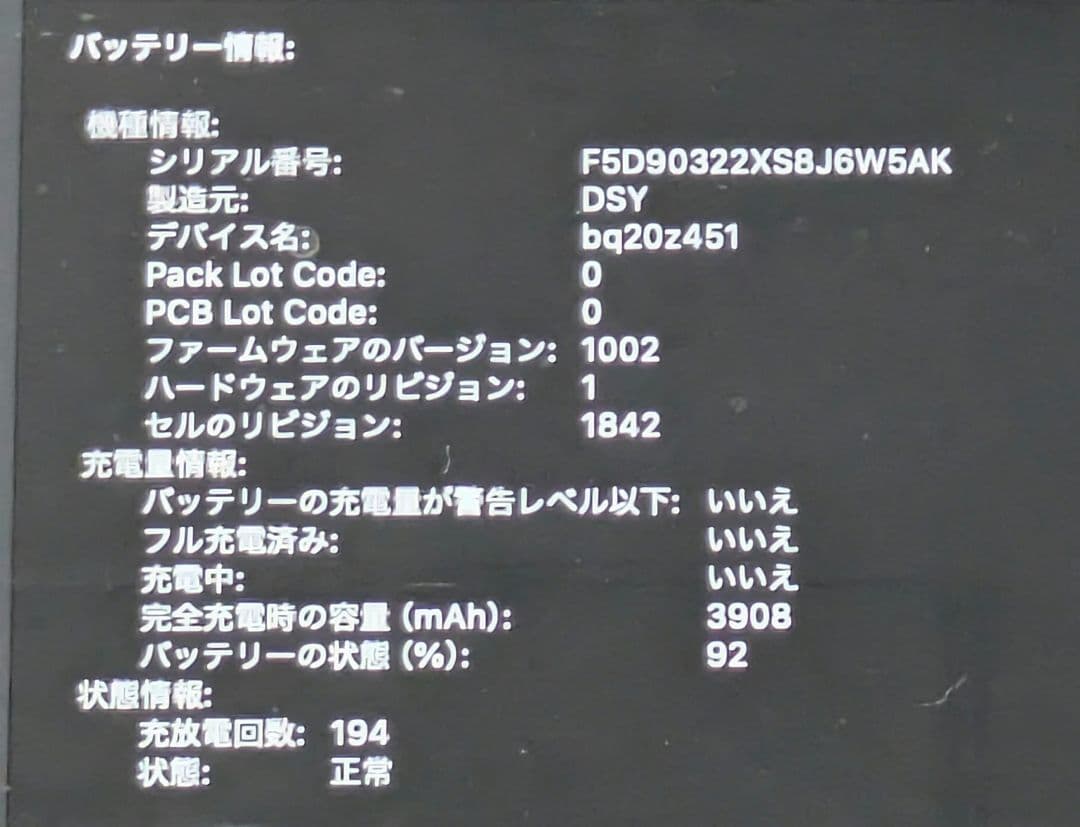 バッテリー情報:
機種情報:
シリアル番号: F5D90322XS8J6W5AK
製造元: DSY
デバイス名: bq20z451
Pack Lot Code: 0
PCB Lot Code: 0
ファームウェアのバージョン: 1002
ハードウェアのリビジョン: 1
セルのリビジョン: 1842
充電量情報:
バッテリーの充電量が警告レベル以下: いいえ
フル充電済み: いいえ
充電中: いいえ
完全充電時の容量 (mAh): 3908
バッテリーの状態 (%): 92
状態情報:
充放電回数: 194
状態: 正常